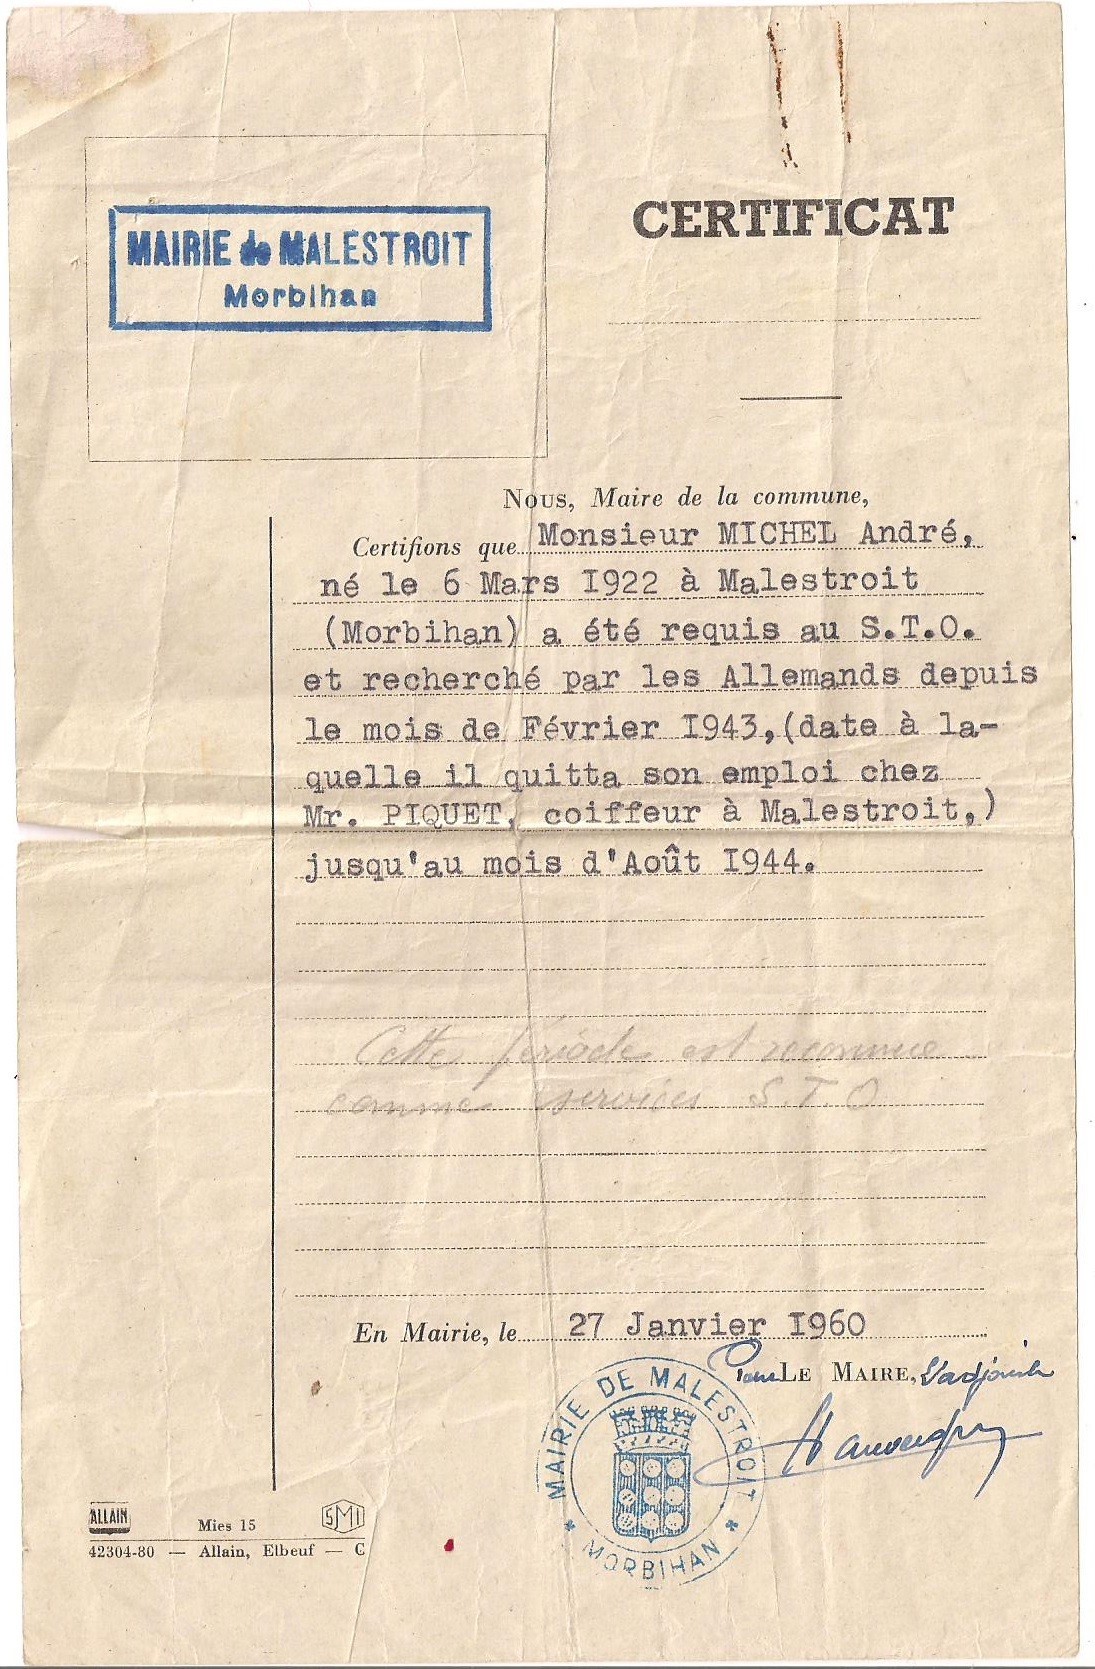 MAIRIE de MALESTROIT
Morbihan
CERTIFICAT
Nous, Maire de la commune,
Certifions que Monsieur MICHEL André,
né le 6 Mars I922 à Malestroit
(Morbihan) a été requis au S.T.O.
et recherché par les Allemands depuis
le mois de Février I943,(date à la-
quelle il quitta son emploi chez
Mr. PIQUET, coiffeur à Malestroit,)
jusqu'au mois d'Août I944.
Cette période est reconnue
comme services S.T.O
En Mairie, le 27 Janvier I960
Pour LE MAIRE, l'adjoint
MAIRIE DE MALESTROIT
* MORBIHAN *
ALLAIN
Mies 15
SMI
42304-80 — Allain, Elbeuf — C